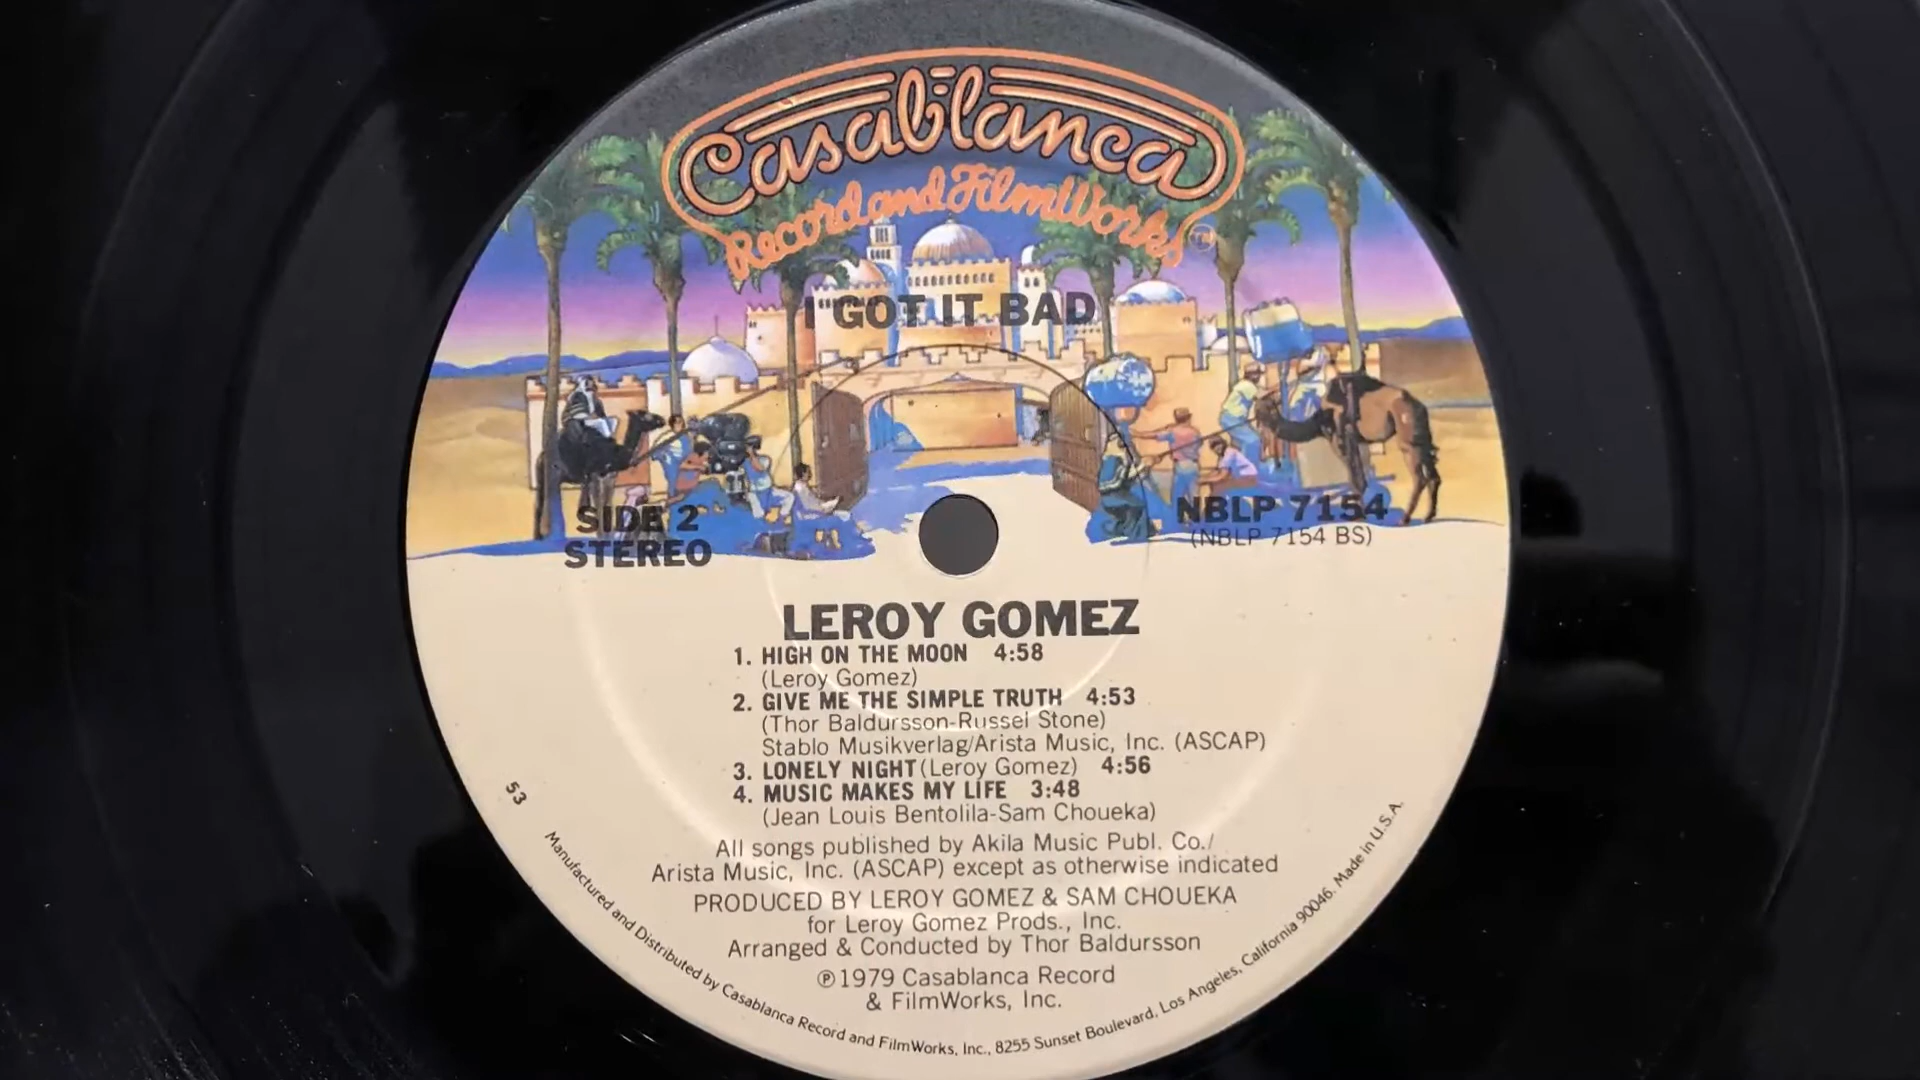 Casablanca
Record and FilmWorks TM
I GOT IT BAD
SIDE 2
STEREO
NBLP 7154
(NBLP 7154 BS)
LEROY GOMEZ
1. HIGH ON THE MOON 4:58
(Leroy Gomez)
2. GIVE ME THE SIMPLE TRUTH 4:53
(Thor Baldursson-Russel Stone)
Stablo Musikverlag/Arista Music, Inc. (ASCAP)
3. LONELY NIGHT (Leroy Gomez) 4:56
4. MUSIC MAKES MY LIFE 3:48
(Jean Louis Bentolila-Sam Choueka)
All songs published by Akila Music Publ. Co./
Arista Music, Inc. (ASCAP) except as otherwise indicated
PRODUCED BY LEROY GOMEZ & SAM CHOUEKA
for Leroy Gomez Prods., Inc.
Arranged & Conducted by Thor Baldursson
℗1979 Casablanca Record
& FilmWorks, Inc.
53
Manufactured and Distributed by Casablanca Record and FilmWorks, Inc., 8255 Sunset Boulevard, Los Angeles, California 90046. Made in U.S.A.